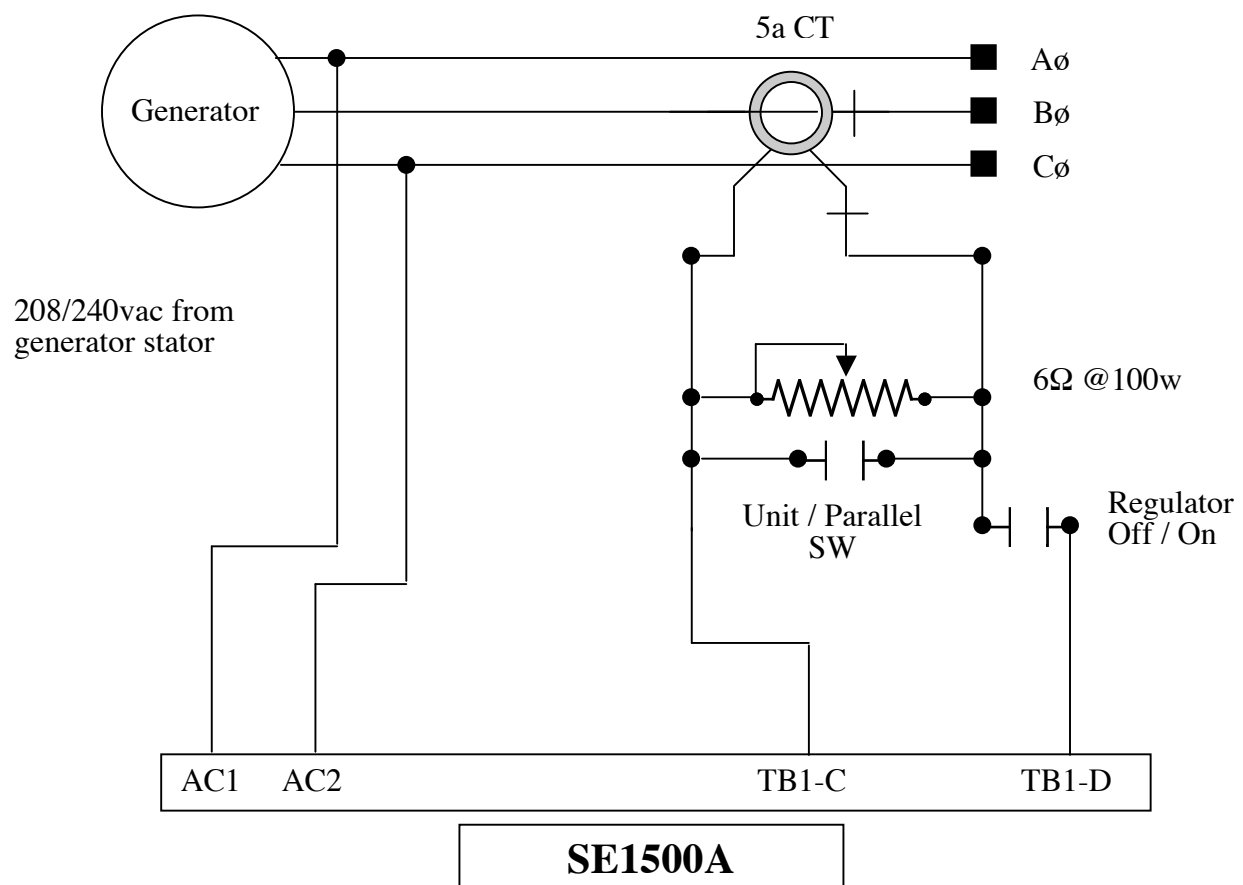 5a CT
Aø
Generator
Bø
Cø
208/240vac from
generator stator
6Ω @100w
Unit / Parallel
SW
Regulator
Off / On
AC1
AC2
TB1-C
TB1-D
SE1500A